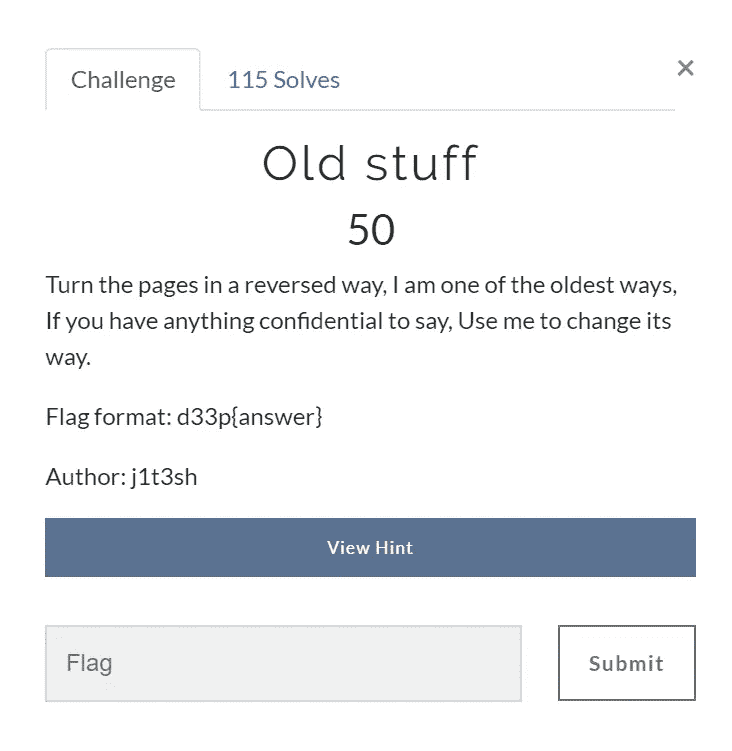 Challenge
115 Solves
×
Old stuff
50
Turn the pages in a reversed way, I am one of the oldest ways,
If you have anything confidential to say, Use me to change its
way.
Flag format: d33p{answer}
Author: j1t3sh
View Hint
Flag
Submit